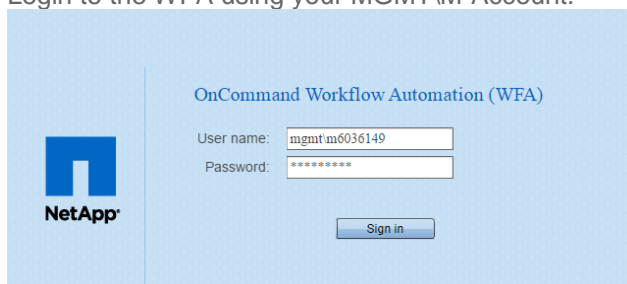 Login to the WFA using your MGMT\M-Account.
OnCommand Workflow Automation (WFA)
User name: mgmt\m6036149
Password: *********
NetApp
Sign in